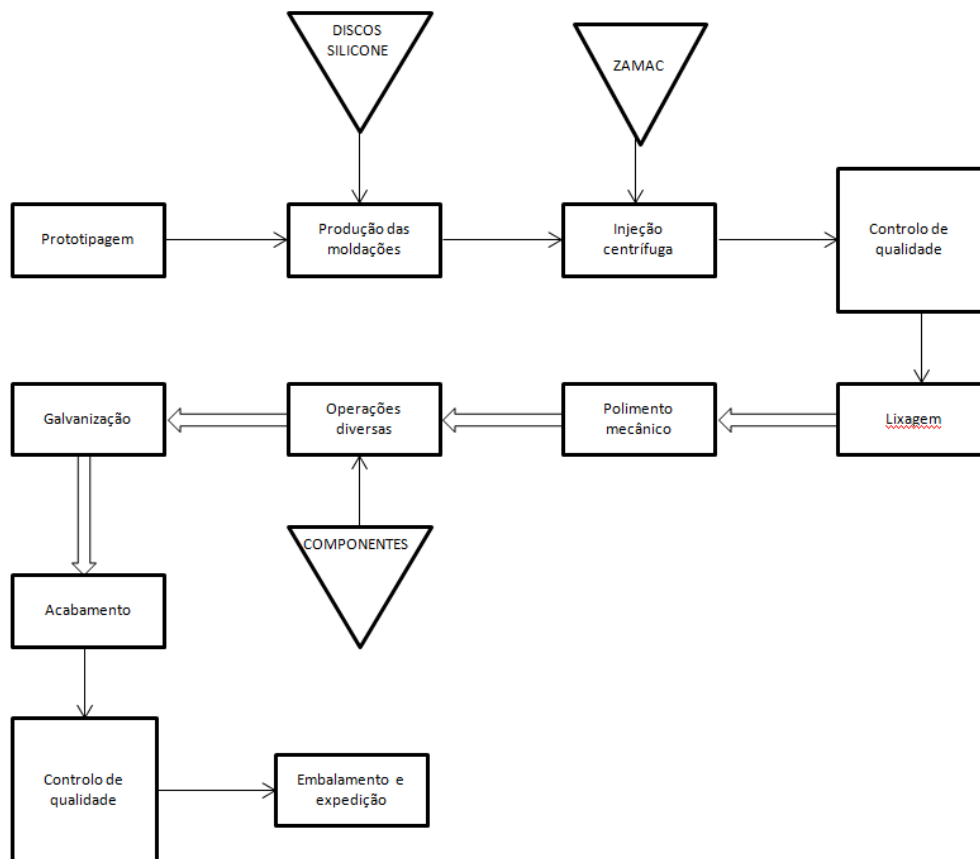 DISCOS
SILICONE
ZAMAC
Prototipagem
Produção das
moldações
Injeção
centrífuga
Controlo de
qualidade
Galvanização
Operações
diversas
Polimento
mecânico
Lixagem
COMPONENTES
Acabamento
Controlo de
qualidade
Embalamento e
expedição